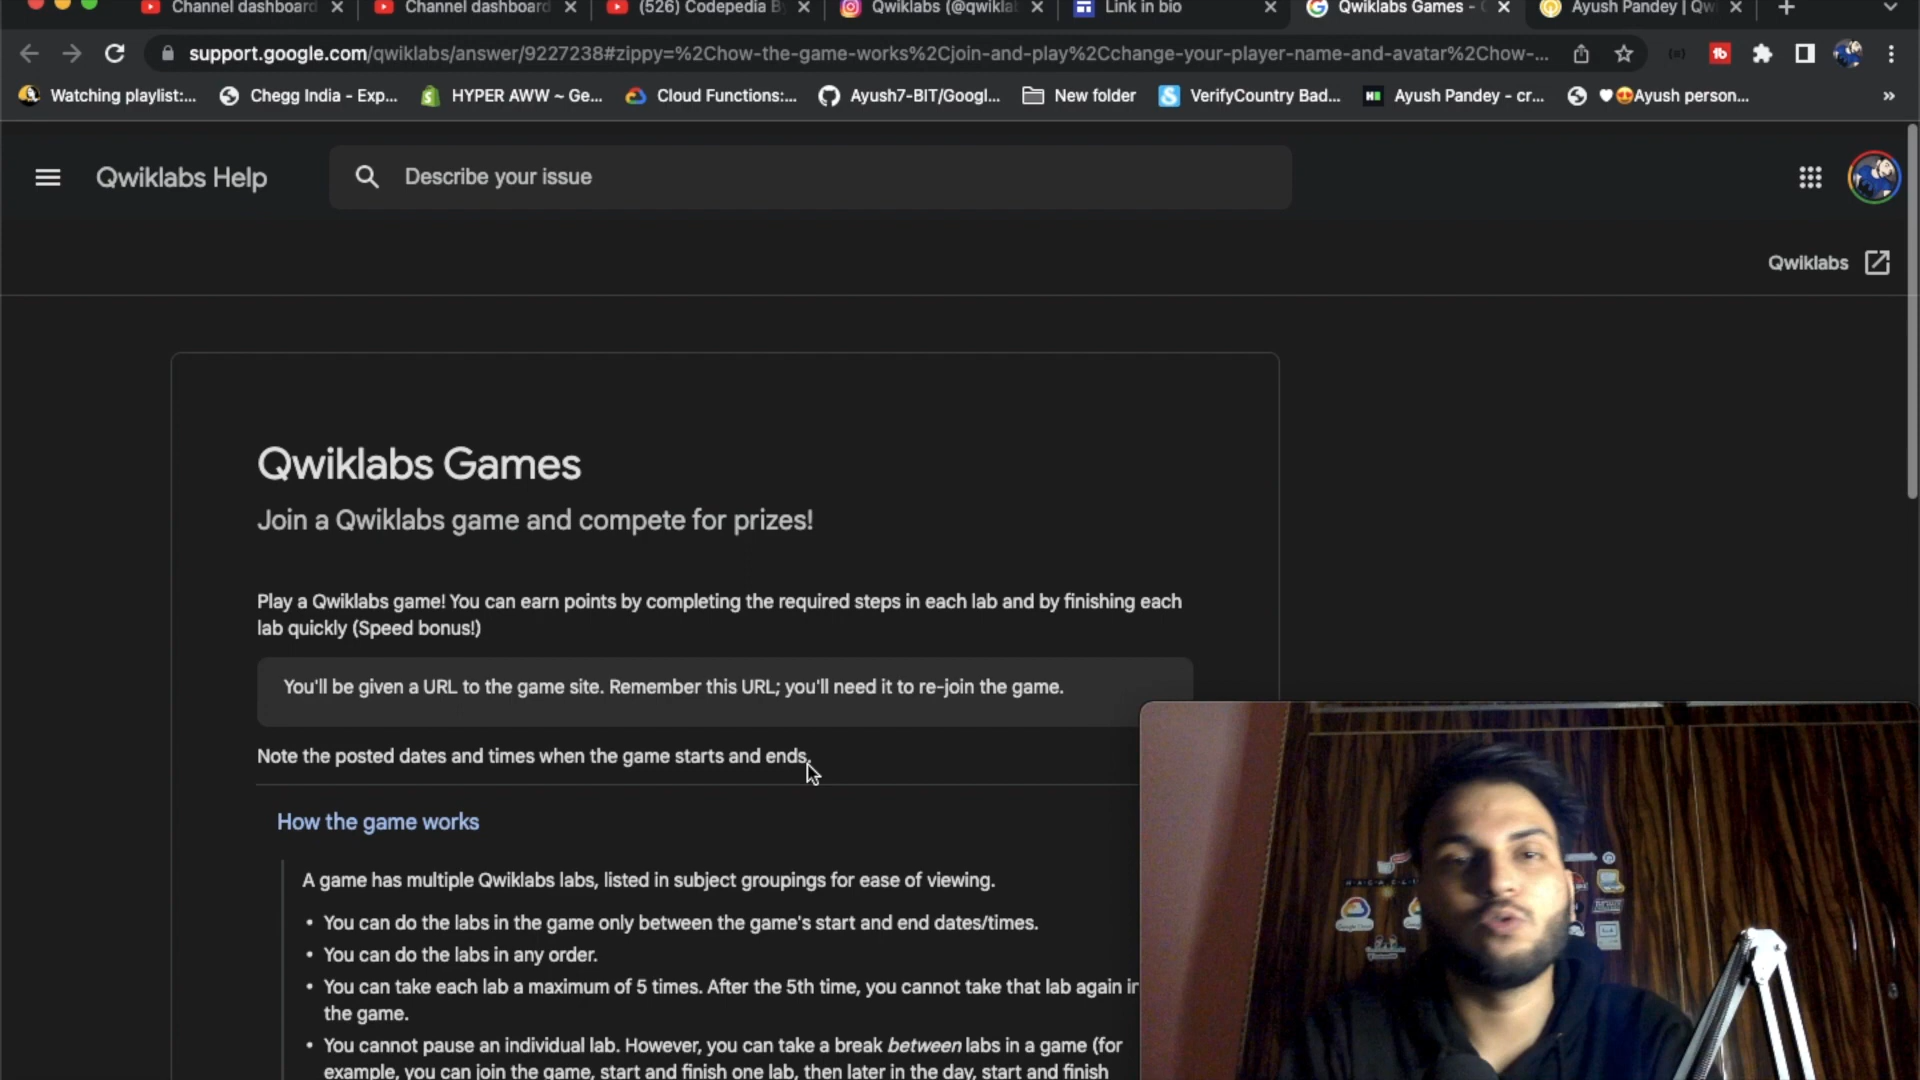 Channel dashboard
Channel dashboard
(526) Codepedia B
Qwiklabs (@qwikla
Link in bio
Qwiklabs Games -
Ayush Pandey | Qw
support.google.com/qwiklabs/answer/9227238#zippy=%2Chow-the-game-works%2Cjoin-and-play%2Cchange-your-player-name-and-avatar%2Chow-...
Watching playlist:...
Chegg India - Exp...
HYPER AWW ~ Ge...
Cloud Functions:...
Ayush7-BIT/Googl...
New folder
VerifyCountry Bad...
Ayush Pandey - cr...
Ayush person...
»
Qwiklabs Help
Describe your issue
Qwiklabs
Qwiklabs Games
Join a Qwiklabs game and compete for prizes!
Play a Qwiklabs game! You can earn points by completing the required steps in each lab and by finishing each
lab quickly (Speed bonus!)
You'll be given a URL to the game site. Remember this URL; you'll need it to re-join the game.
Note the posted dates and times when the game starts and ends.
How the game works
A game has multiple Qwiklabs labs, listed in subject groupings for ease of viewing.
• You can do the labs in the game only between the game's start and end dates/times.
• You can do the labs in any order.
• You can take each lab a maximum of 5 times. After the 5th time, you cannot take that lab again in
the game.
• You cannot pause an individual lab. However, you can take a break between labs in a game (for
example, you can join the game, start and finish one lab, then later in the day, start and finish